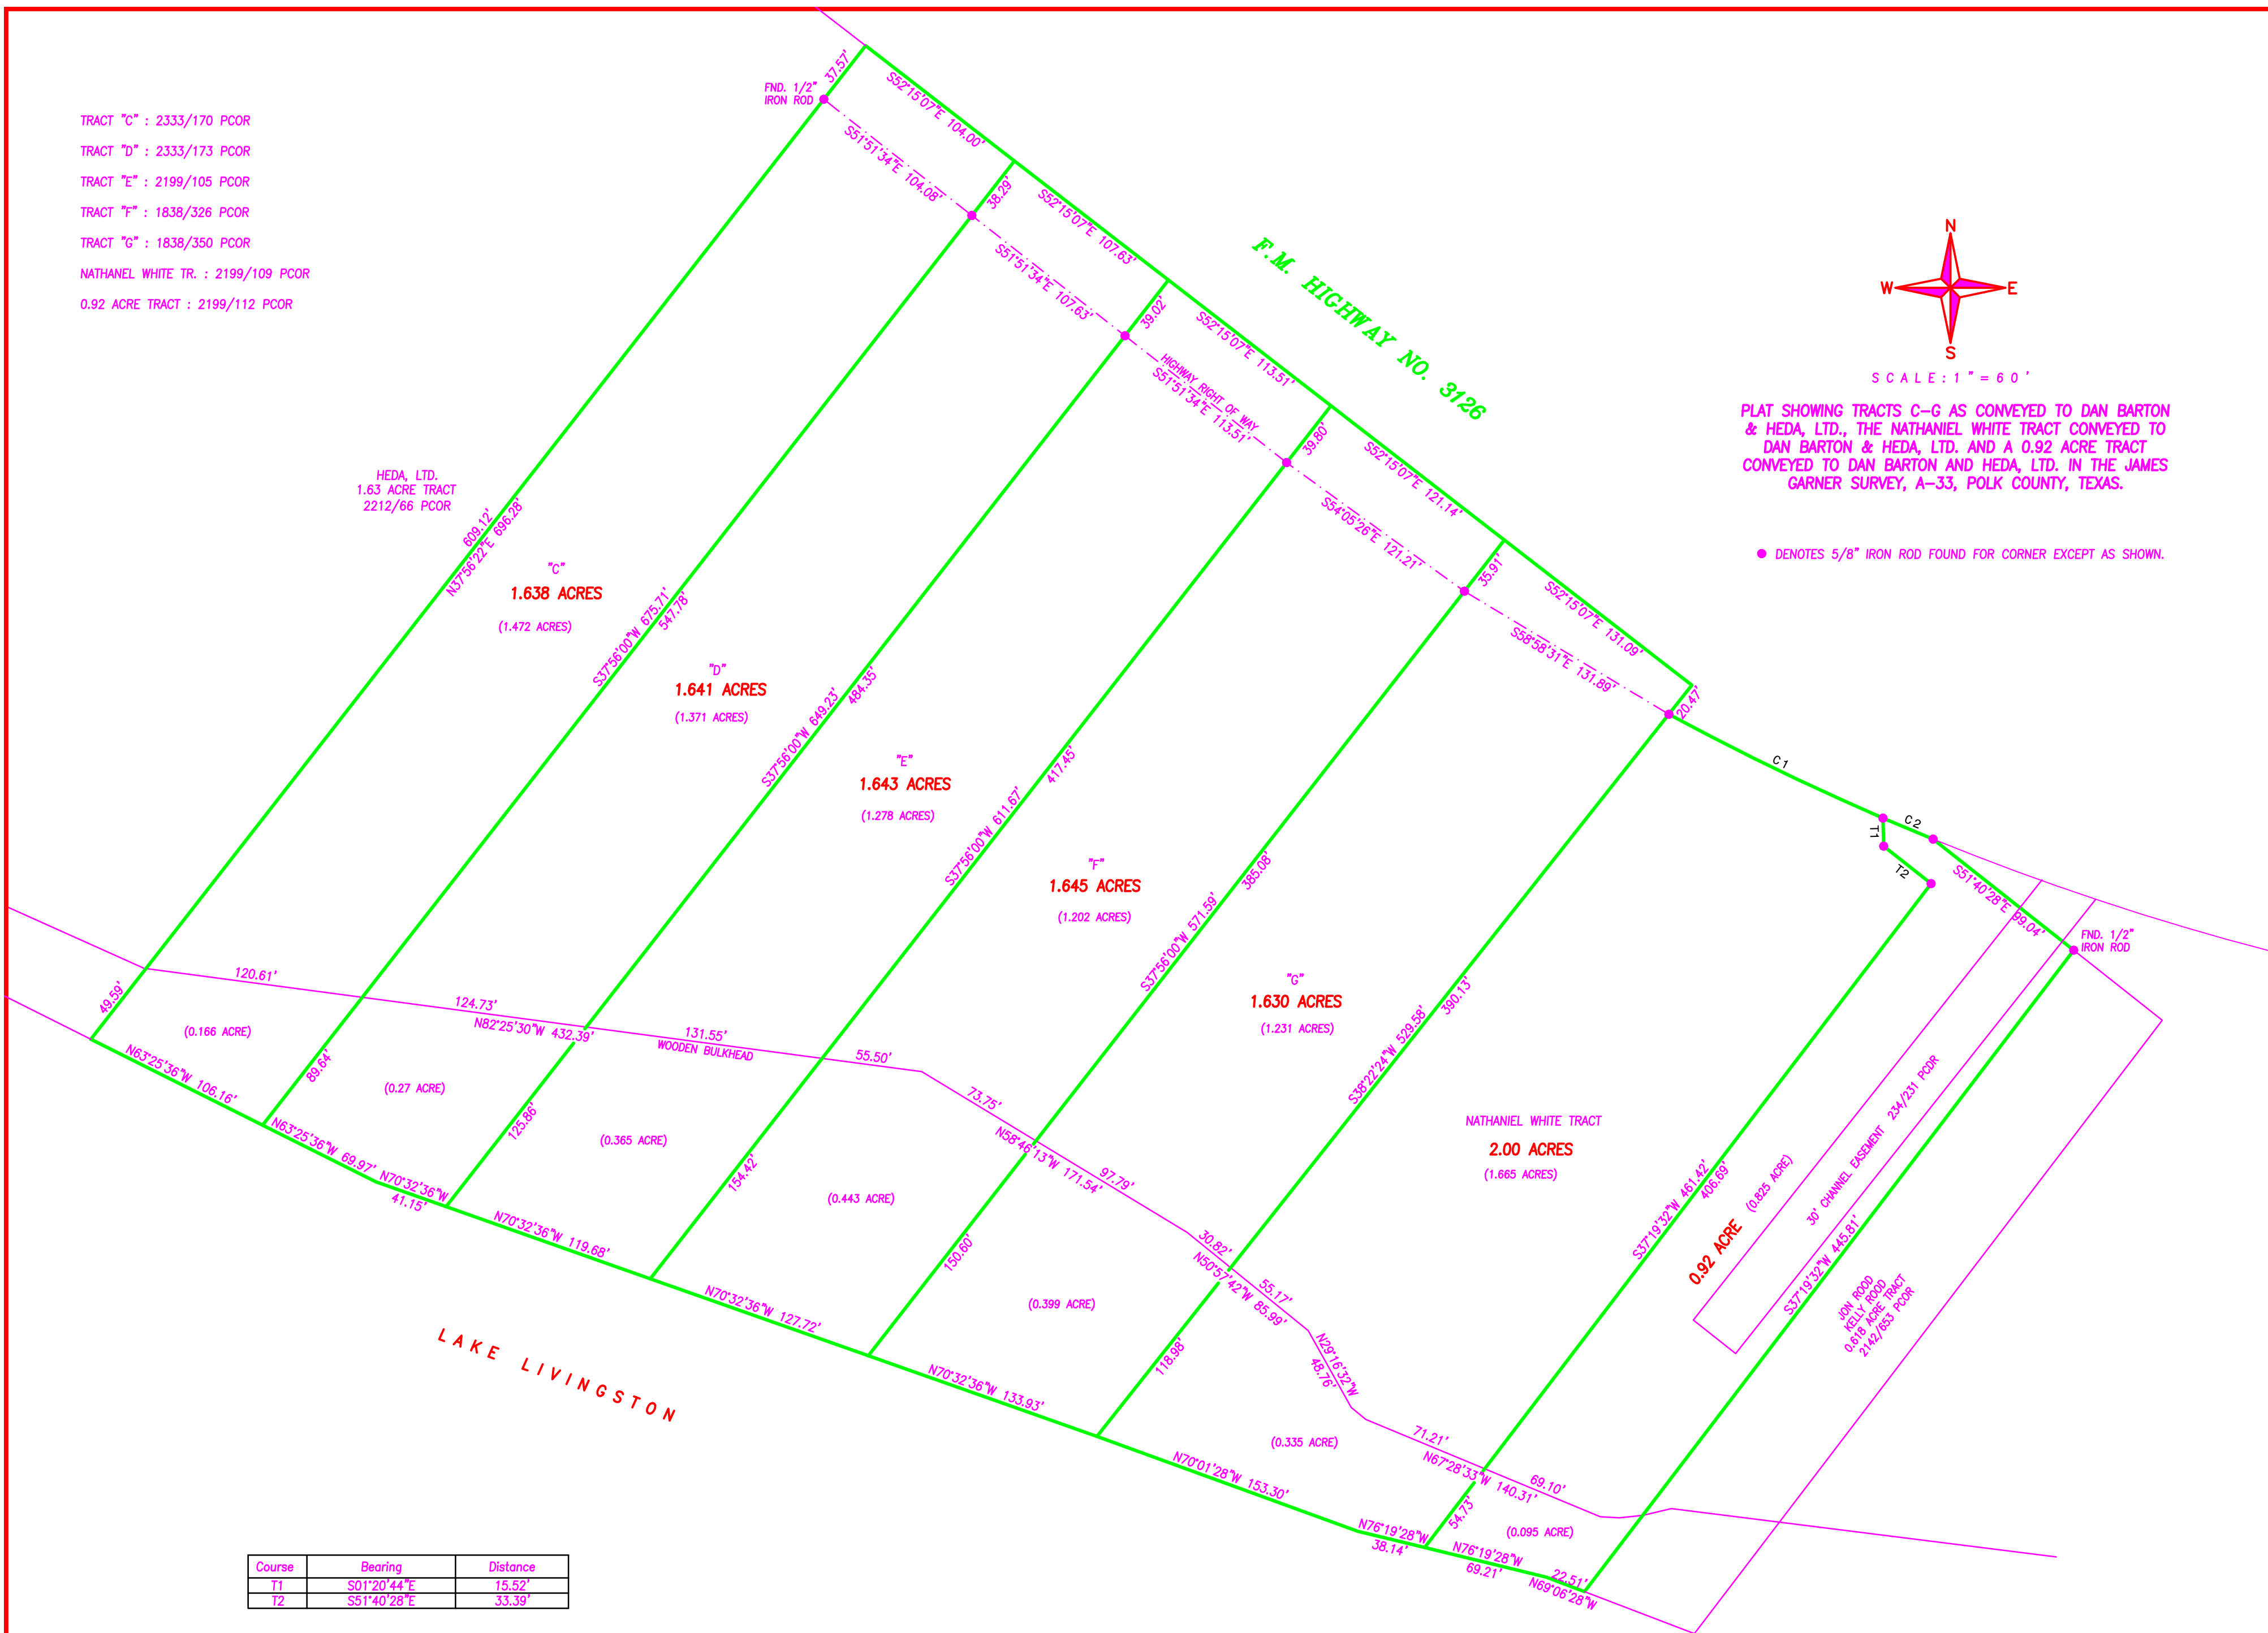 TRACT "C" : 2333/170 PCOR
TRACT "D" : 2333/173 PCOR
TRACT "E" : 2199/105 PCOR
TRACT "F" : 1838/326 PCOR
TRACT "G" : 1838/350 PCOR
NATHANEL WHITE TR. : 2199/109 PCOR
0.92 ACRE TRACT : 2199/112 PCOR
FND. 1/2"
IRON ROD
37.57'
S52°15'07"E 104.00'
S51°51'34"E 104.08'
38.29'
S52°15'07"E 107.63'
S51°51'34"E 107.63'
39.02'
S52°15'07"E 113.51'
HIGHWAY RIGHT OF WAY
S51°51'34"E 113.51'
39.80'
S52°15'07"E 121.14'
S54°05'26"E 121.21'
35.91'
S52°15'07"E 131.09'
S58°58'31"E 131.89'
20.47'
F.M. HIGHWAY NO. 3126
N
W
E
S
SCALE: 1"=60'
PLAT SHOWING TRACTS C-G AS CONVEYED TO DAN BARTON
& HEDA, LTD., THE NATHANIEL WHITE TRACT CONVEYED TO
DAN BARTON & HEDA, LTD. AND A 0.92 ACRE TRACT
CONVEYED TO DAN BARTON AND HEDA, LTD. IN THE JAMES
GARNER SURVEY, A-33, POLK COUNTY, TEXAS.
DENOTES 5/8" IRON ROD FOUND FOR CORNER EXCEPT AS SHOWN.
HEDA, LTD.
1.63 ACRE TRACT
2212/66 PCOR
609.12'
N37°56'22"E 696.28'
"C"
1.638 ACRES
(1.472 ACRES)
S37°56'00"W 675.71'
547.78'
"D"
1.641 ACRES
(1.371 ACRES)
S37°56'00"W 649.23'
484.35'
"E"
1.643 ACRES
(1.278 ACRES)
S37°56'00"W 611.67'
417.45'
"F"
1.645 ACRES
(1.202 ACRES)
S37°56'00"W 571.59'
385.08'
"G"
1.630 ACRES
(1.231 ACRES)
S38°22'24"W 529.58'
390.13'
NATHANIEL WHITE TRACT
2.00 ACRES
(1.665 ACRES)
C1
C2
T1
T2
S51°40'28"E 99.04'
FND. 1/2"
IRON ROD
S37°19'32"W 461.42'
406.69'
0.92 ACRE
(0.825 ACRE)
30' CHANNEL EASEMENT 234/231 PCDR
S37°19'32"W 445.81'
JON ROOD
KELLY ROOD
0.618 ACRE TRACT
2142/653 PCOR
49.59'
120.61'
(0.166 ACRE)
N63°25'36"W 106.16'
89.64'
124.73'
N82°25'30"W 432.39'
(0.27 ACRE)
N63°25'36"W 69.97'
N70°32'36"W
41.15'
125.86'
131.55'
WOODEN BULKHEAD
(0.365 ACRE)
N70°32'36"W 119.68'
154.42'
55.50'
73.75'
N58°46'13"W 171.54'
97.79'
(0.443 ACRE)
N70°32'36"W 127.72'
150.60'
(0.399 ACRE)
N70°32'36"W 133.93'
118.98'
30.82'
55.17'
N50°57'42"W 85.99'
N29°16'32"W
48.76'
(0.335 ACRE)
N70°01'28"W 153.30'
71.21'
N67°28'33"W 140.31'
69.10'
54.73'
N76°19'28"W
38.14'
(0.095 ACRE)
N76°19'28"W
69.21'
22.51'
N69°06'28"W
LAKE LIVINGSTON
Course Bearing Distance
T1 S01°20'44"E 15.52'
T2 S51°40'28"E 33.39'